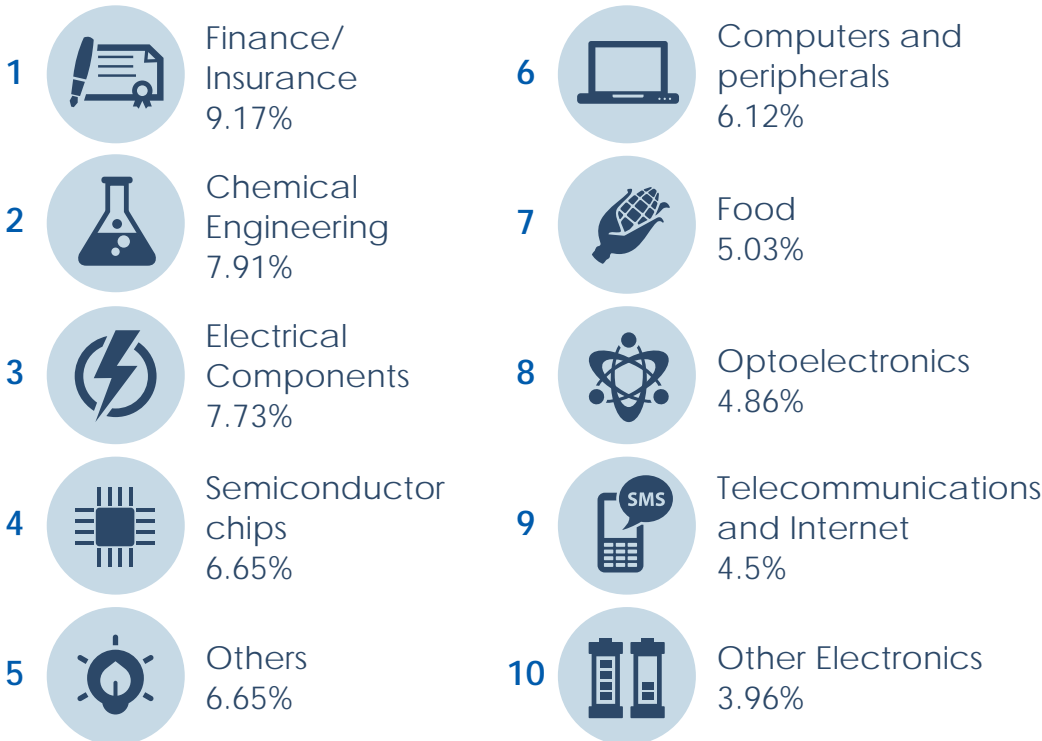 1
Finance/
Insurance
9.17%
2
Chemical
Engineering
7.91%
3
Electrical
Components
7.73%
4
Semiconductor
chips
6.65%
5
Others
6.65%
6
Computers and
peripherals
6.12%
7
Food
5.03%
8
Optoelectronics
4.86%
9
SMS
Telecommunications
and Internet
4.5%
10
Other Electronics
3.96%